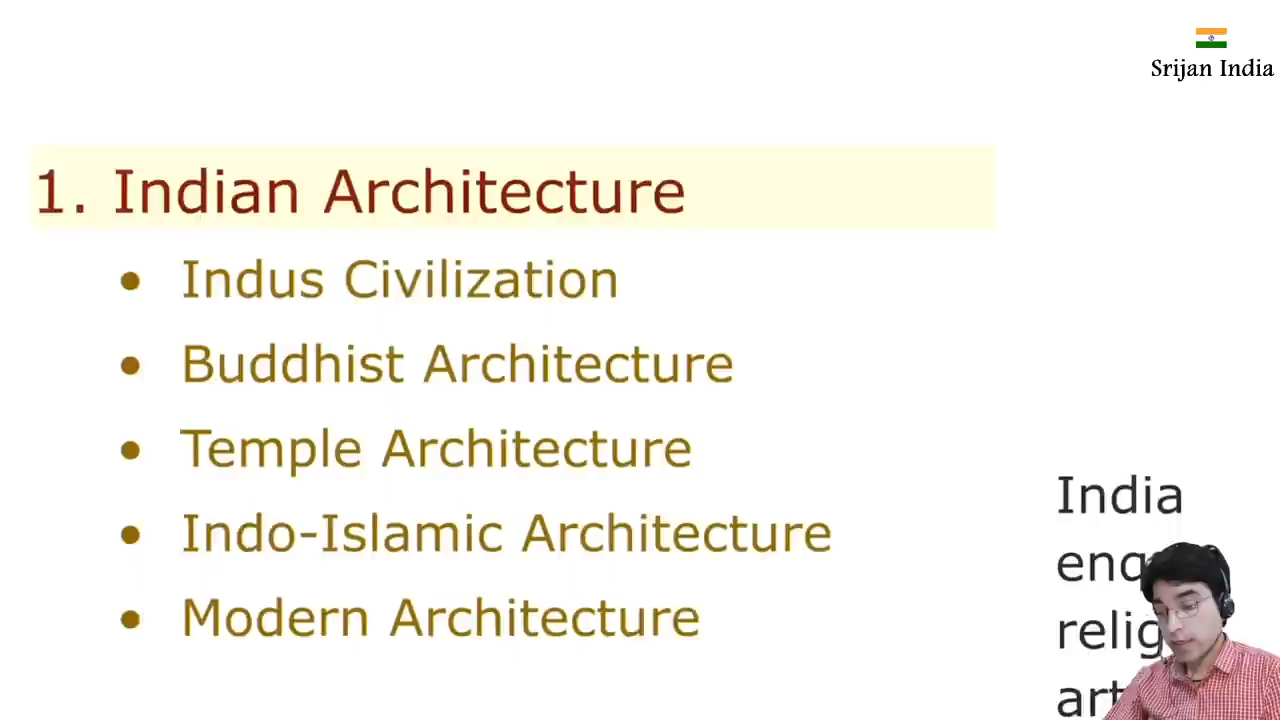 Srijan India
1. Indian Architecture
• Indus Civilization
• Buddhist Architecture
• Temple Architecture
• Indo-Islamic Architecture
• Modern Architecture
India